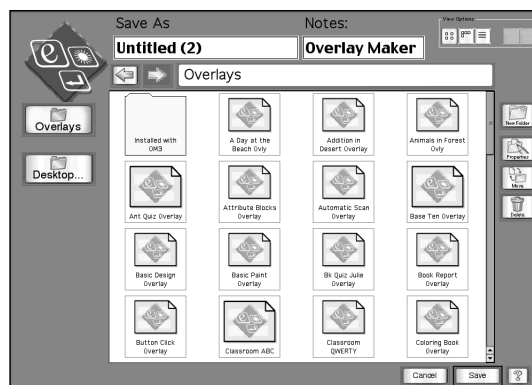 Save As
Notes:
View Options
Untitled (2)
Overlay Maker
Overlays
Overlays
Desktop...
Installed with
OM3
A Day at the
Beach Ovly
Addition in
Desert Overlay
Animals in Forest
Ovly
Ant Quiz Overlay
Attribute Blocks
Overlay
Automatic Scan
Overlay
Base Ten Overlay
Basic Design
Overlay
Basic Paint
Overlay
Bk Quiz Julie
Overlay
Book Report
Overlay
Button Click
Overlay
Classroom ABC
Classroom
QWERTY
Coloring Book
Overlay
New Folder
Properties
Move
Delete
Cancel
Save
?